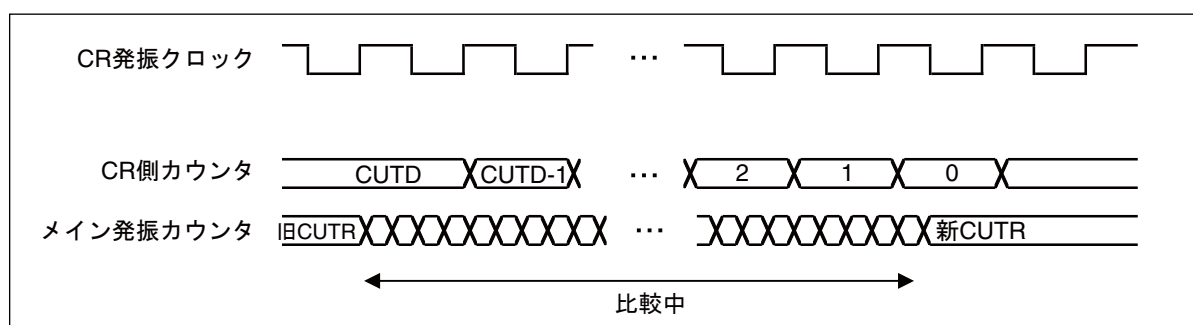 CR発振クロック
…
CR側カウンタ CUTD CUTD-1 … 2 1 0
メイン発振カウンタ 旧CUTR … 新CUTR
比較中